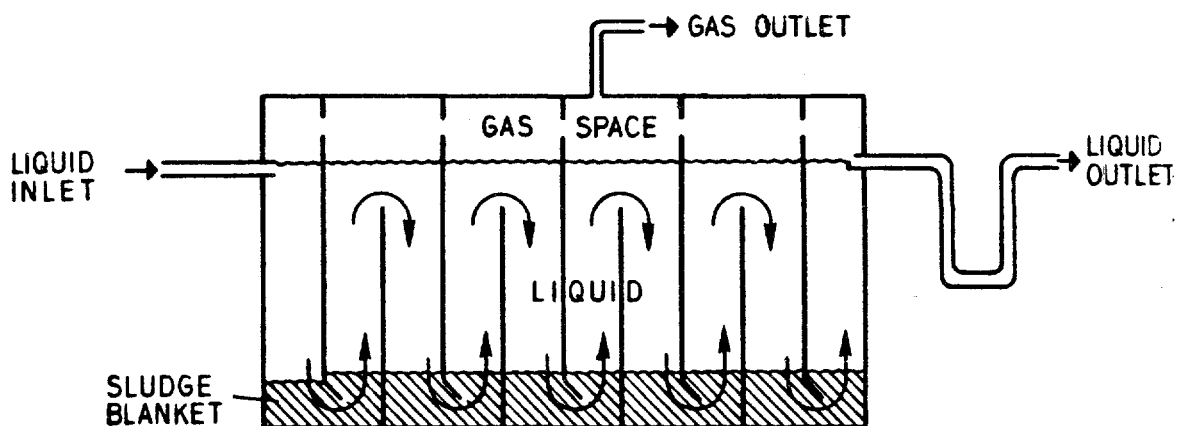 GAS OUTLET
GAS SPACE
LIQUID
INLET
LIQUID
OUTLET
LIQUID
SLUDGE
BLANKET